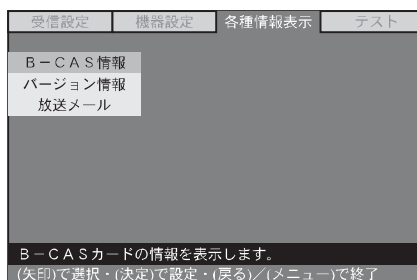 受信設定 機器設定 各種情報表示 テスト
B－CAS情報
バージョン情報
放送メール
B－CASカードの情報を表示します。
(矢印)で選択・(決定)で設定・(戻る)／(メニュー)で終了